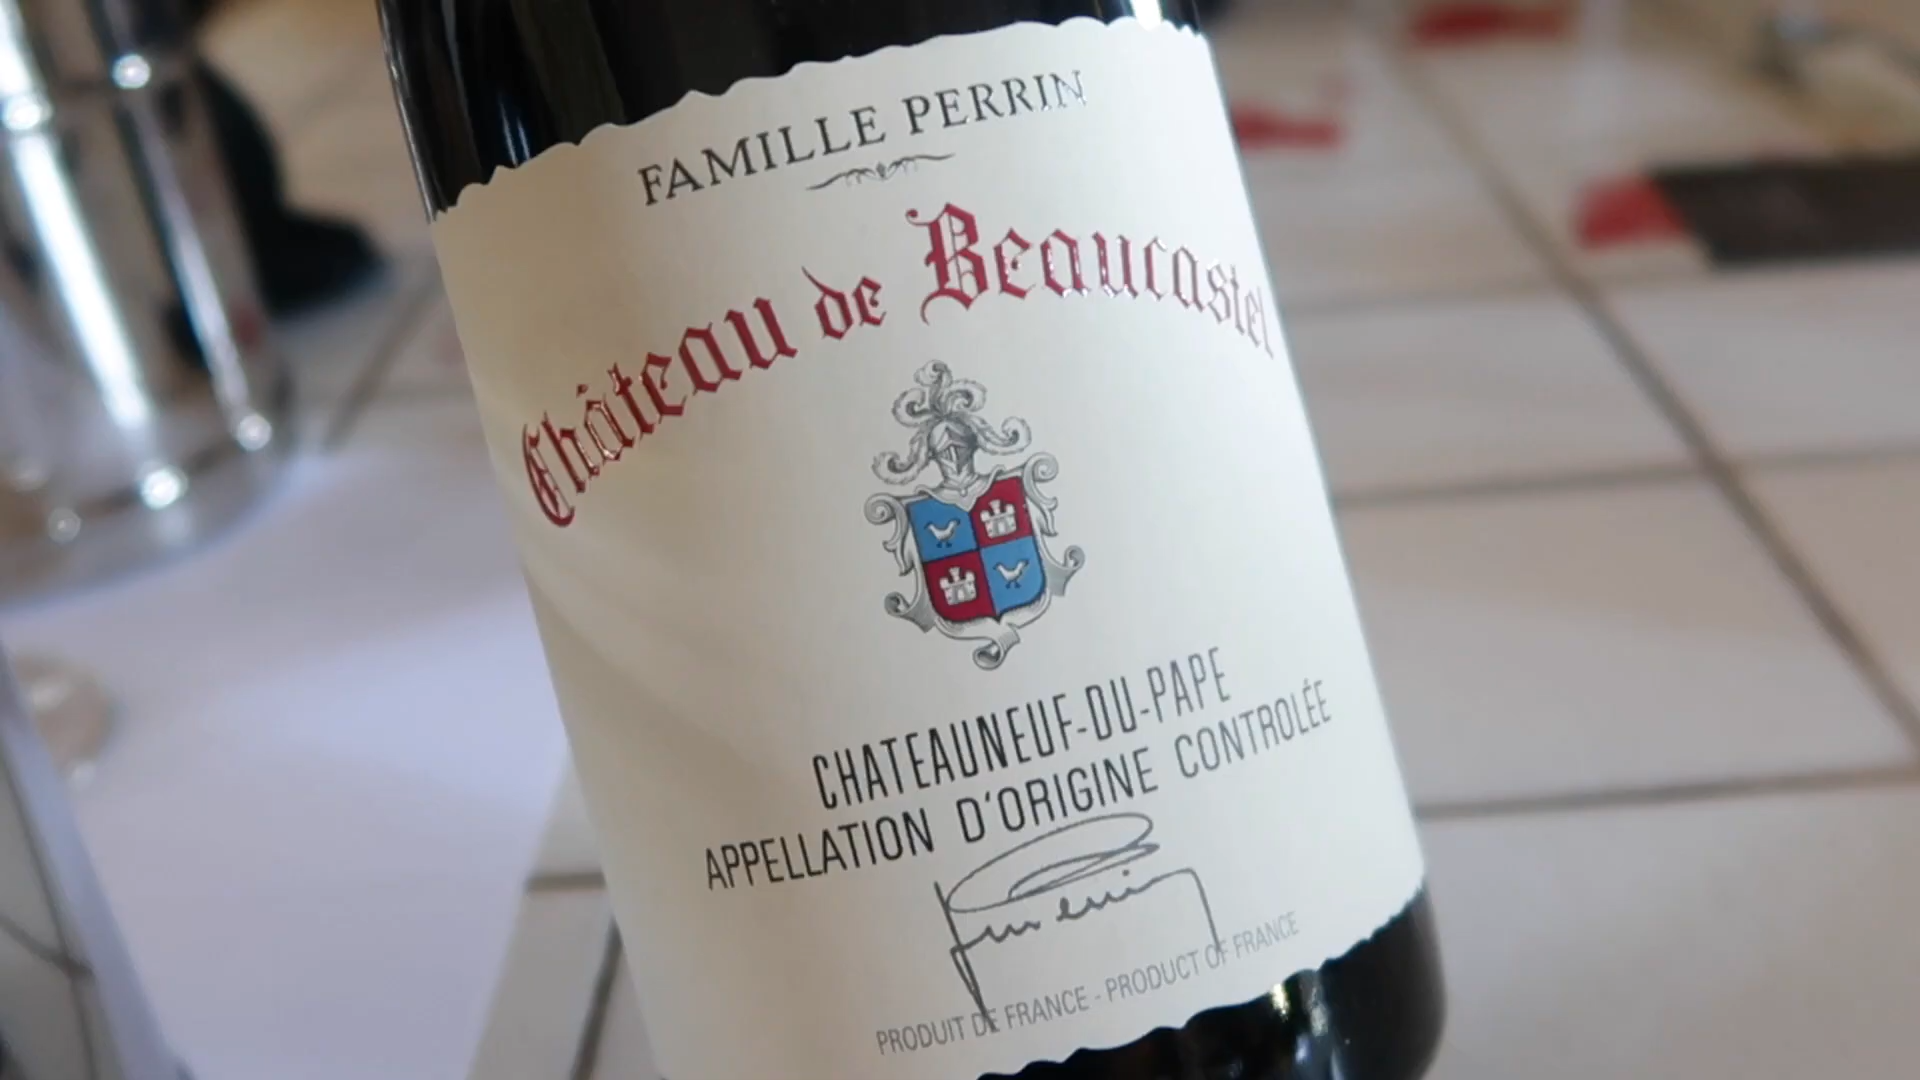 FAMILLE PERRIN
Château de Beaucastel
CHATEAUNEUF-DU-PAPE
APPELLATION D'ORIGINE CONTROLÉE
PRODUIT DE FRANCE - PRODUCT OF FRANCE